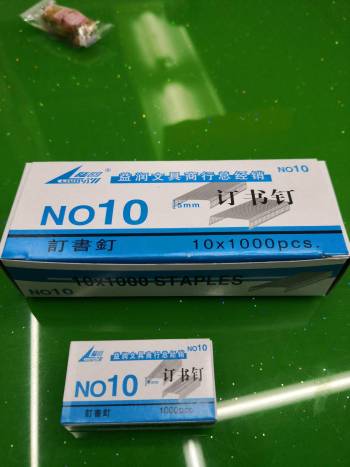 益润文具商行总经销 NO10
NO10 5mm 订书钉
訂書釘 10x1000pcs.
NO10 10x1000 STAPLES
益润文具商行总经销 NO10
NO10 订书钉
訂書釘 1000pcs